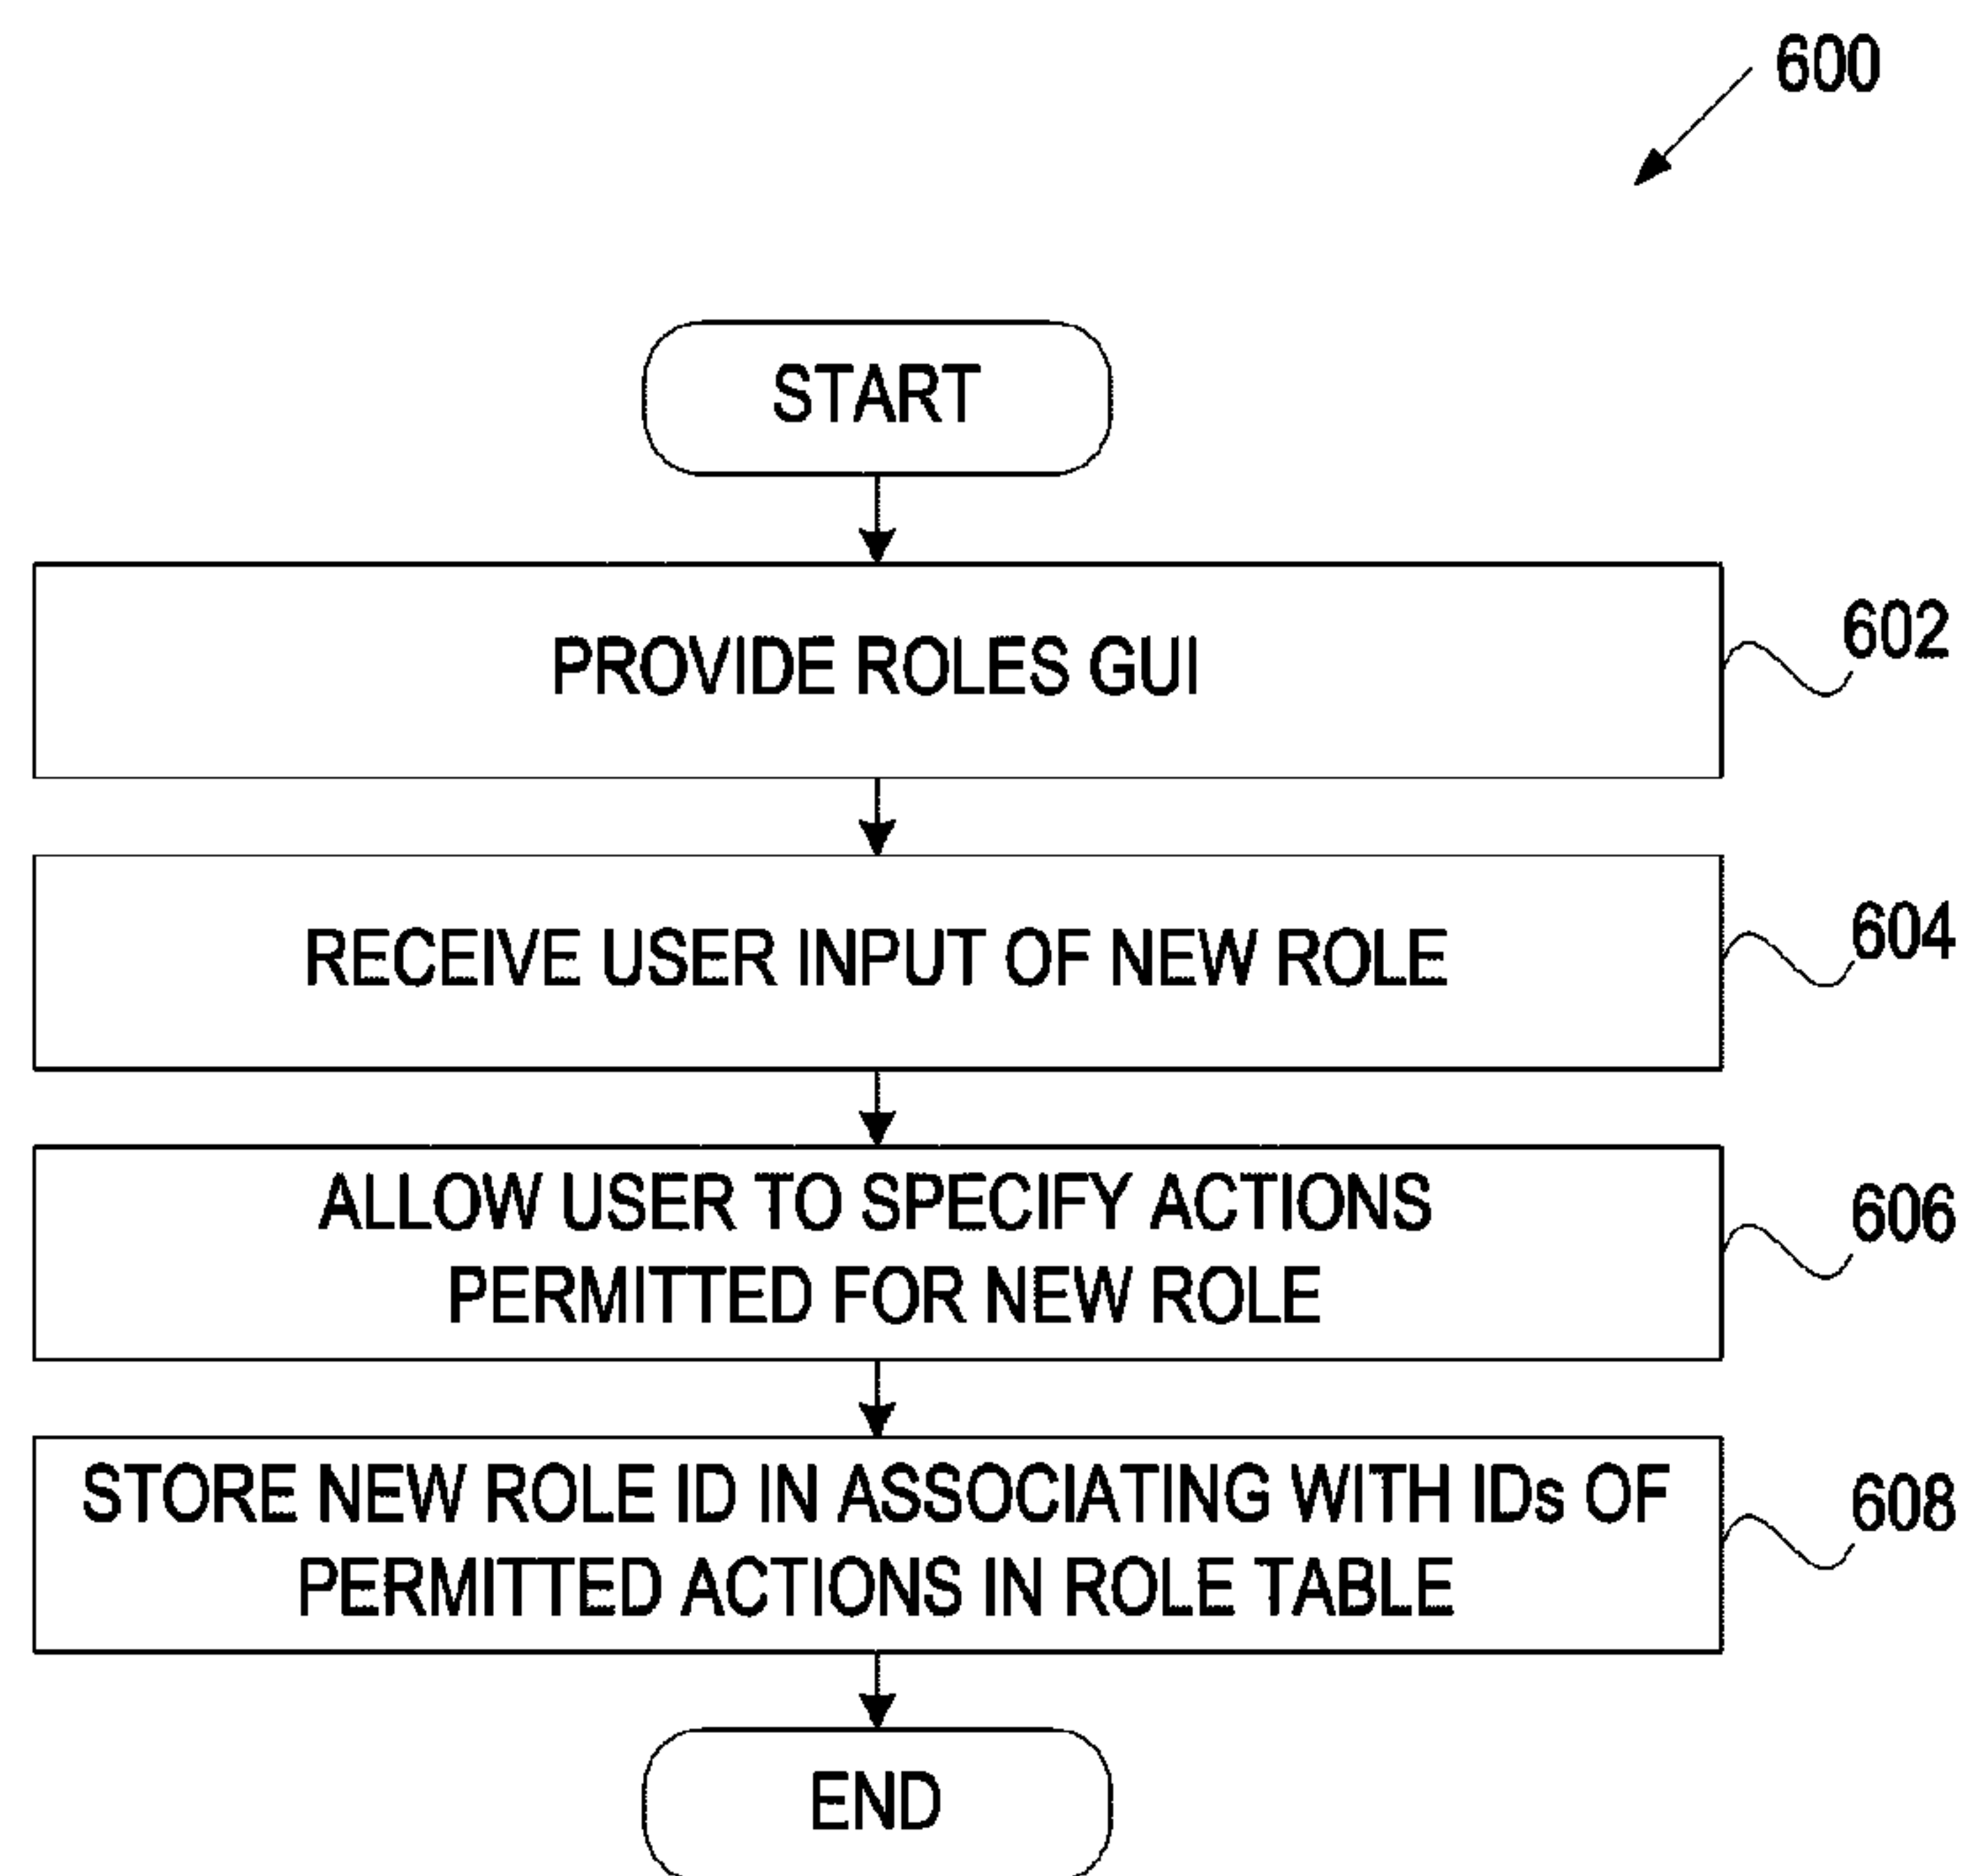 600
START
PROVIDE ROLES GUI
602
RECEIVE USER INPUT OF NEW ROLE
604
ALLOW USER TO SPECIFY ACTIONS
PERMITTED FOR NEW ROLE
606
STORE NEW ROLE ID IN ASSOCIATING WITH IDs OF
PERMITTED ACTIONS IN ROLE TABLE
608
END